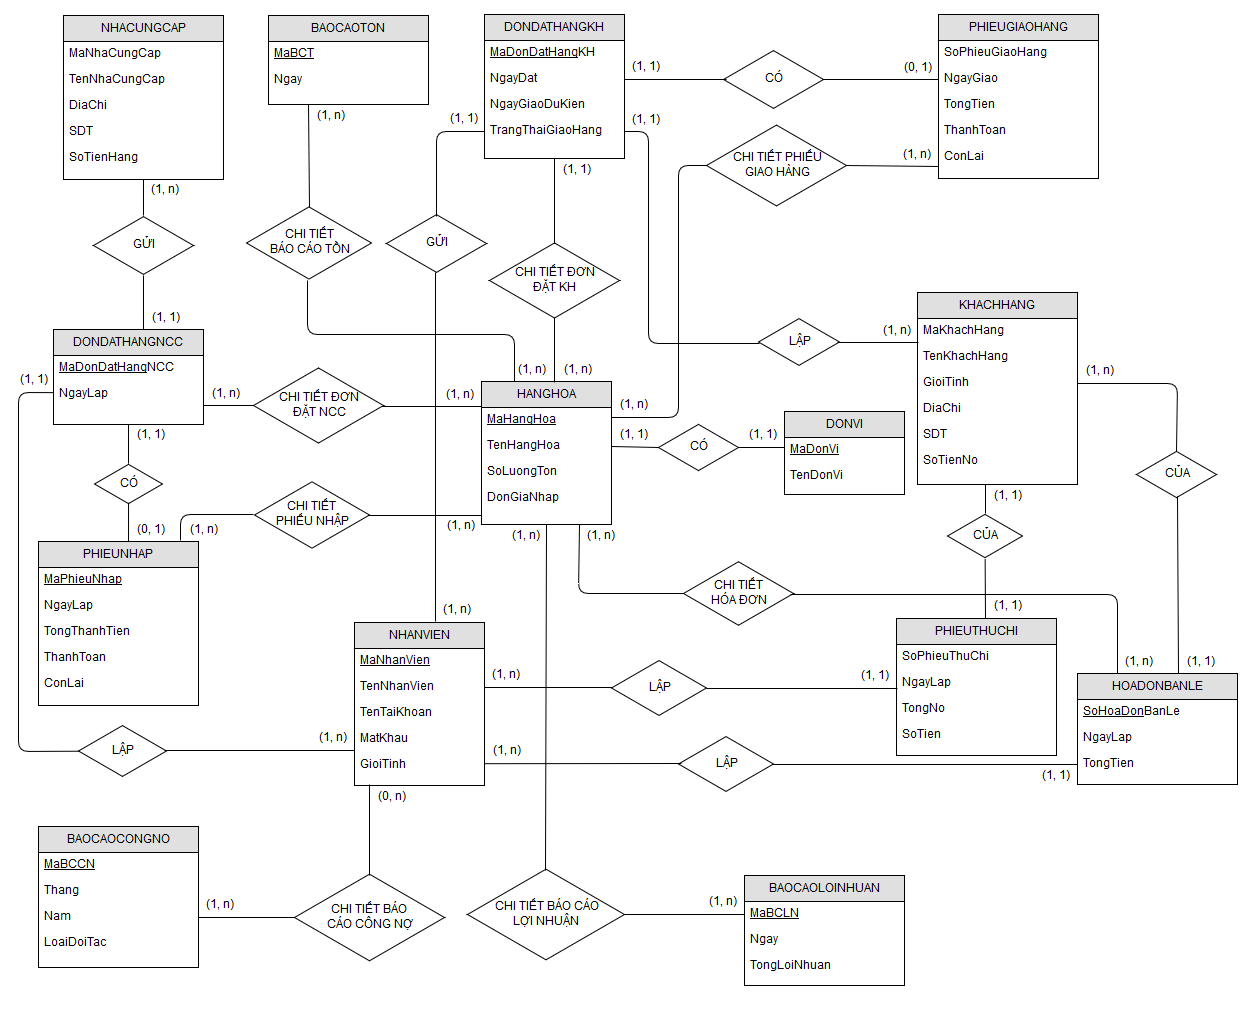 NHACUNGCAP
MaNhaCungCap
TenNhaCungCap
DiaChi
SDT
SoTienHang
(1, n)
GỬI
(1, 1)
BAOCAOTON
MaBCT
Ngay
(1, n)
CHI TIẾT
BÁO CÁO TỒN
(1, n)
DONDATHANGKH
MaDonDatHangKH
NgayDat
NgayGiaoDuKien
TrangThaiGiaoHang
(1, 1)
CÓ
(0, 1)
(1, 1)
GỬI
(1, n)
(1, 1)
CHI TIẾT ĐƠN
ĐẶT KH
(1, n)
(1, 1)
LẬP
(1, n)
PHIEUGIAOHANG
SoPhieuGiaoHang
NgayGiao
TongTien
ThanhToan
ConLai
(1, n)
CHI TIẾT PHIẾU
GIAO HÀNG
(1, n)
DONDATHANGNCC
MaDonDatHangNCC
NgayLap
(1, 1)
(1, n)
CHI TIẾT ĐƠN
ĐẶT NCC
(1, n)
(1, 1)
CÓ
(0, 1)
HANGHOA
MaHangHoa
TenHangHoa
SoLuongTon
DonGiaNhap
(1, 1)
CÓ
(1, 1)
DONVI
MaDonVi
TenDonVi
KHACHHANG
MaKhachHang
TenKhachHang
GioiTinh
DiaChi
SDT
SoTienNo
(1, n)
CỦA
(1, 1)
(1, 1)
CỦA
(1, 1)
PHIEUNHAP
MaPhieuNhap
NgayLap
TongThanhTien
ThanhToan
ConLai
(1, n)
CHI TIẾT
PHIẾU NHẬP
(1, n)
(1, n)
(1, n)
CHI TIẾT
HÓA ĐƠN
(1, n)
NHANVIEN
MaNhanVien
TenNhanVien
TenTaiKhoan
MatKhau
GioiTinh
(1, n)
LẬP
(1, 1)
PHIEUTHUCHI
SoPhieuThuChi
NgayLap
TongNo
SoTien
HOADONBANLE
SoHoaDonBanLe
NgayLap
TongTien
LẬP
(1, n)
(1, n)
LẬP
(1, 1)
(0, n)
BAOCAOCONGNO
MaBCCN
Thang
Nam
LoaiDoiTac
(1, n)
CHI TIẾT BÁO
CÁO CÔNG NỢ
CHI TIẾT BÁO CÁO
LỢI NHUẬN
(1, n)
BAOCAOLOINHUAN
MaBCLN
Ngay
TongLoiNhuan